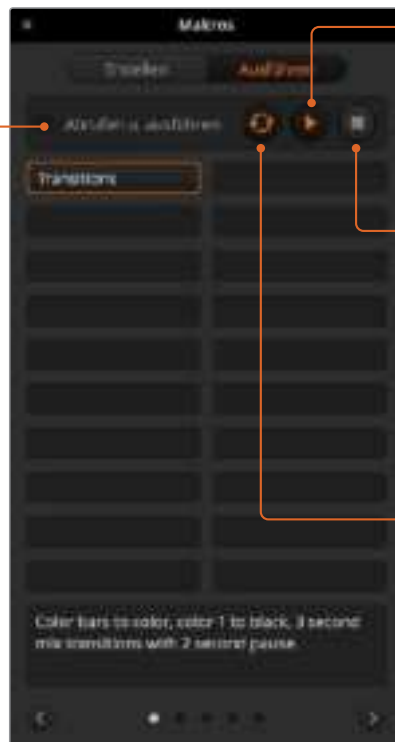 Makros
Erstellen Ausführen
Abrufen u. ausführen
Transitions
Color bars to color, color 1 to black, 3 second
mix transitions with 2 second pause